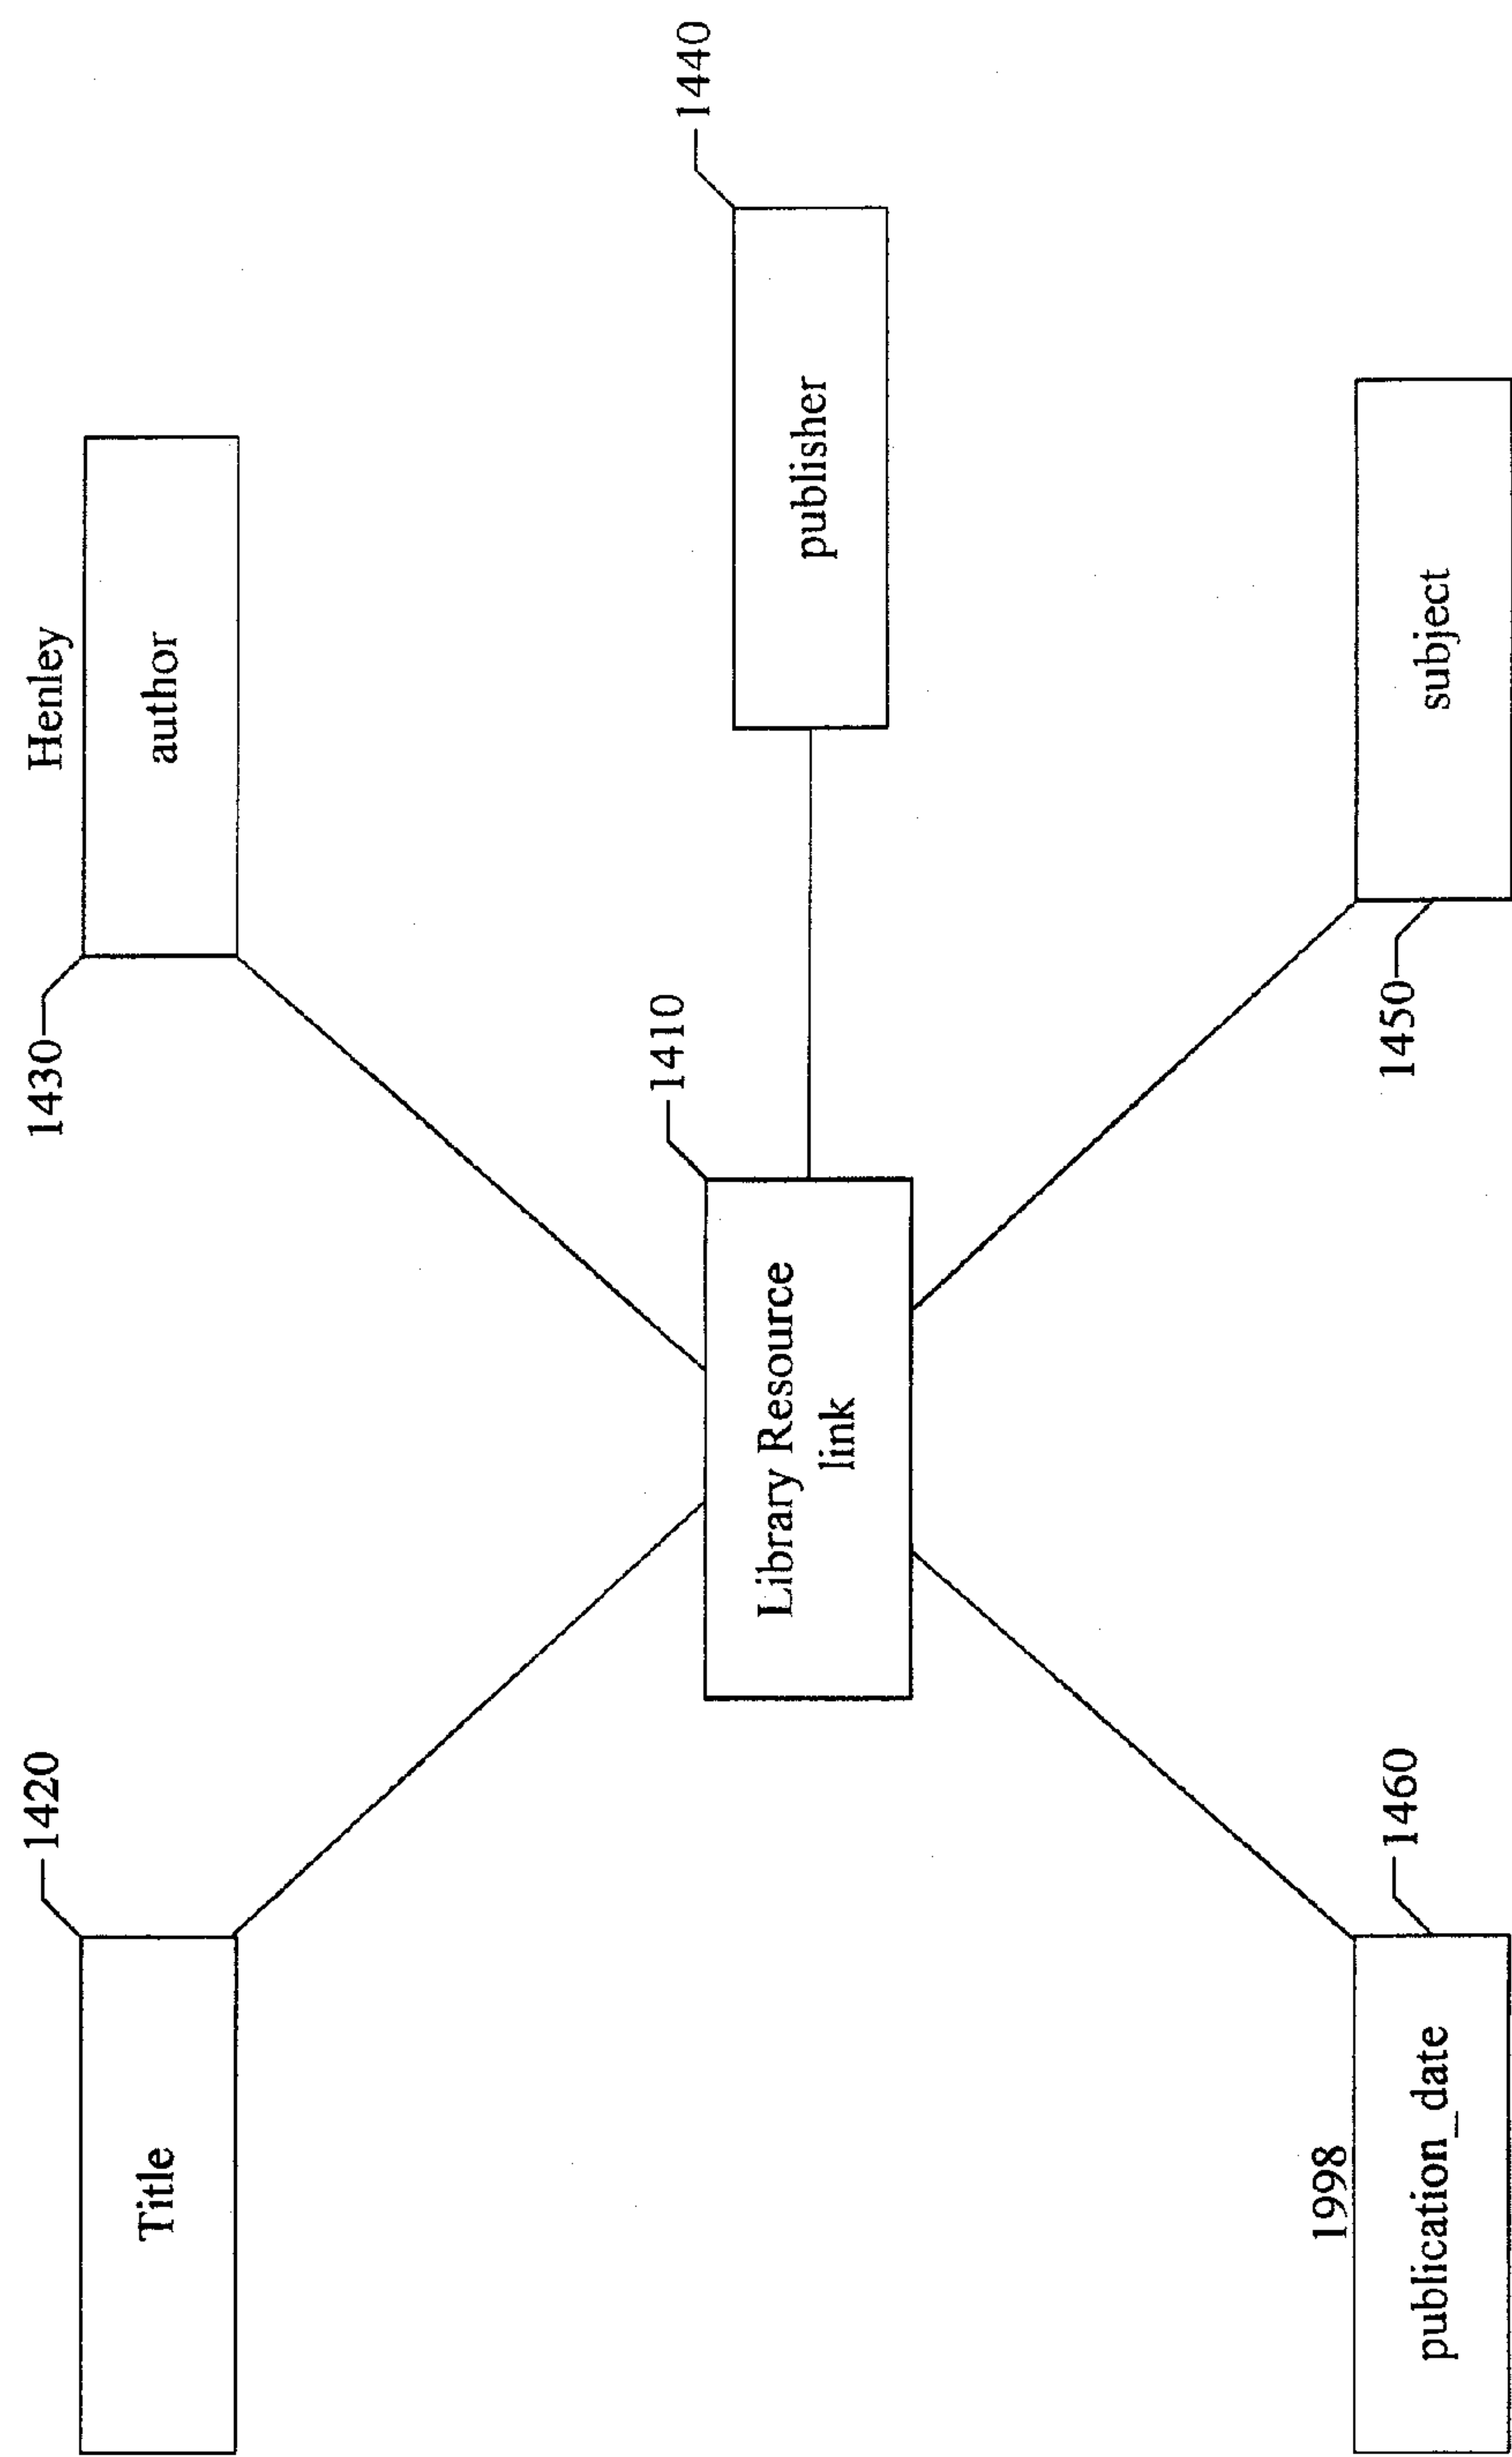 1420
Title
Henley
1430
author
1410
Library Resource
link
1440
publisher
1998
1460
publication_date
1450
subject